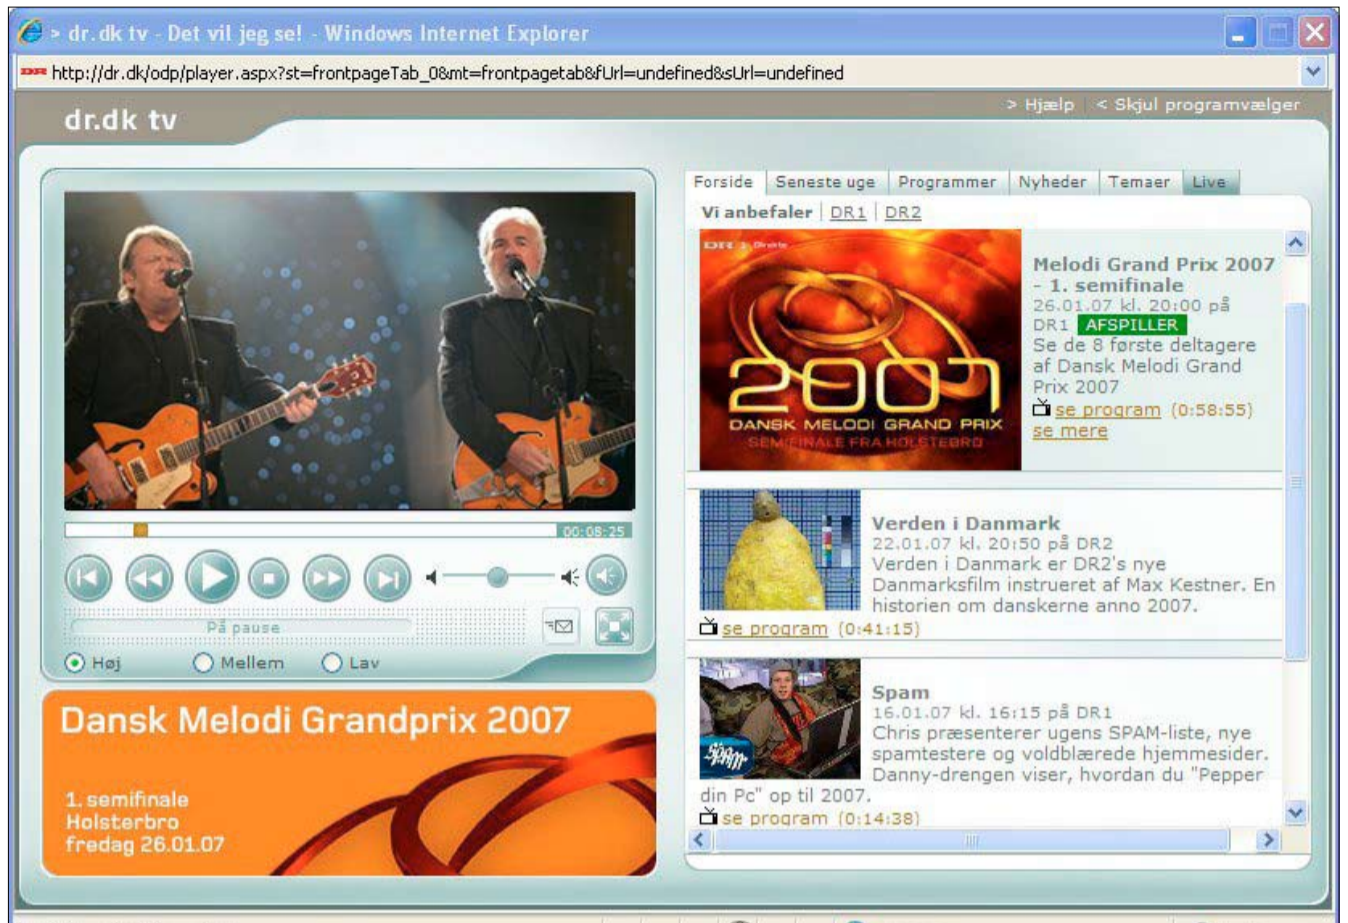 > dr.dk tv - Det vil jeg se! - Windows Internet Explorer
DR http://dr.dk/odp/player.aspx?st=frontpageTab_0&mt=frontpagetab&fUrl=undefined&sUrl=undefined
> Hjælp | < Skjul programvælger
dr.dk tv
Forside Seneste uge Programmer Nyheder Temaer Live
Vi anbefaler | DR1 | DR2
DR 1 Direkte
2007
DANSK MELODI GRAND PRIX
SEMIFINALE FRA HOLSTEBRO
Melodi Grand Prix 2007
- 1. semifinale
26.01.07 kl. 20:00 på
DR1 AFSPILLER
Se de 8 første deltagere
af Dansk Melodi Grand
Prix 2007
se program (0:58:55)
se mere
00:08:25
På pause
Høj Mellem Lav
Verden i Danmark
22.01.07 kl. 20:50 på DR2
Verden i Danmark er DR2's nye
Danmarksfilm instrueret af Max Kestner. En
historien om danskerne anno 2007.
se program (0:41:15)
Spam
16.01.07 kl. 16:15 på DR1
Chris præsenterer ugens SPAM-liste, nye
spamtestere og voldblærede hjemmesider.
Danny-drengen viser, hvordan du "Pepper
din Pc" op til 2007.
se program (0:14:38)
SPAM
Dansk Melodi Grandprix 2007
1. semifinale
Holsterbro
fredag 26.01.07